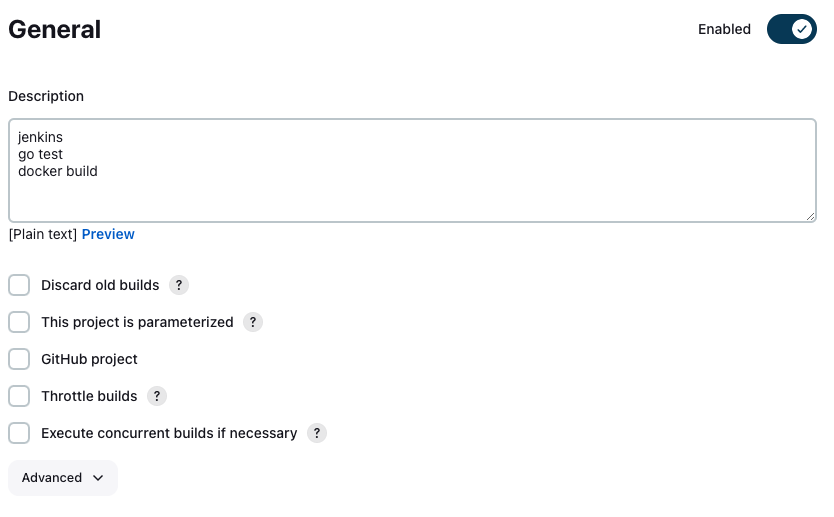 General
Enabled
Description
jenkins
go test
docker build
[Plain text] Preview
Discard old builds ?
This project is parameterized ?
GitHub project
Throttle builds ?
Execute concurrent builds if necessary ?
Advanced